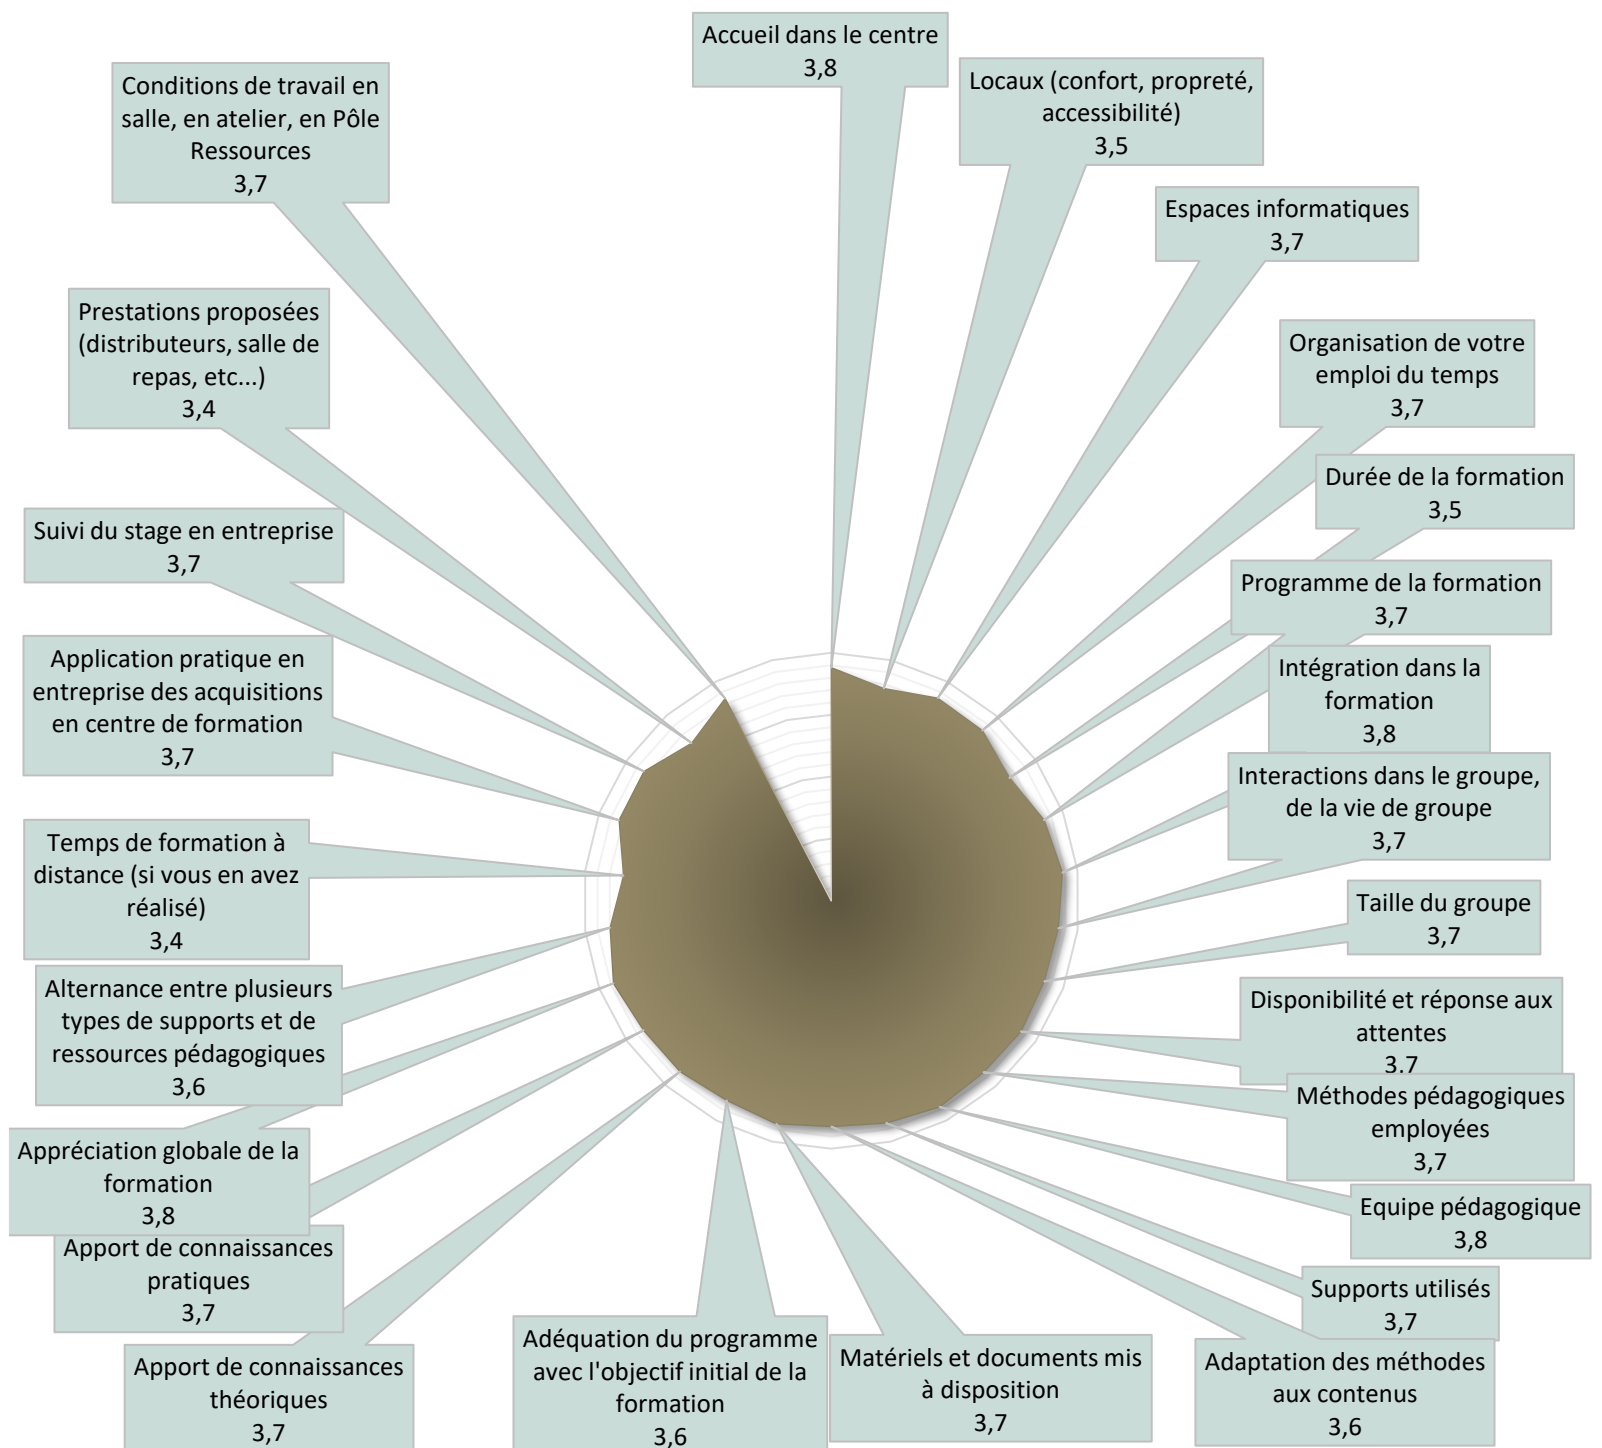 Accueil dans le centre
3,8
Locaux (confort, propreté,
accessibilité)
3,5
Espaces informatiques
3,7
Organisation de votre
emploi du temps
3,7
Durée de la formation
3,5
Programme de la formation
3,7
Intégration dans la
formation
3,8
Interactions dans le groupe,
de la vie de groupe
3,7
Taille du groupe
3,7
Disponibilité et réponse aux
attentes
3,7
Méthodes pédagogiques
employées
3,7
Equipe pédagogique
3,8
Supports utilisés
3,7
Adaptation des méthodes
aux contenus
3,6
Matériels et documents mis
à disposition
3,7
Adéquation du programme
avec l'objectif initial de la
formation
3,6
Apport de connaissances
théoriques
3,7
Apport de connaissances
pratiques
3,7
Appréciation globale de la
formation
3,8
Alternance entre plusieurs
types de supports et de
ressources pédagogiques
3,6
Temps de formation à
distance (si vous en avez
réalisé)
3,4
Application pratique en
entreprise des acquisitions
en centre de formation
3,7
Suivi du stage en entreprise
3,7
Prestations proposées
(distributeurs, salle de
repas, etc...)
3,4
Conditions de travail en
salle, en atelier, en Pôle
Ressources
3,7